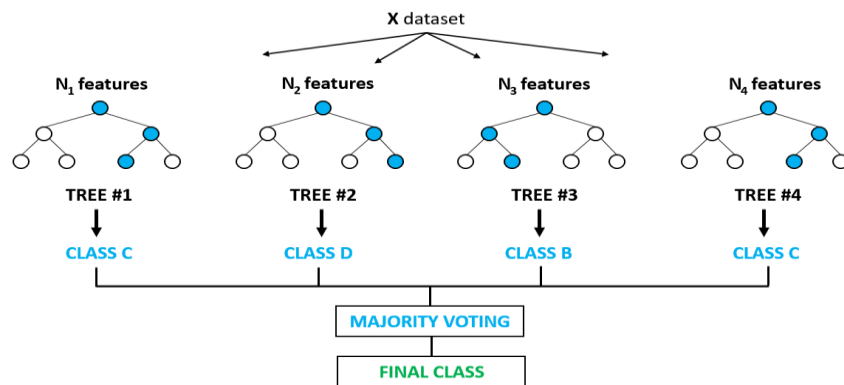 X dataset
N₁ features N₂ features N₃ features N₄ features
TREE #1 TREE #2 TREE #3 TREE #4
CLASS C CLASS D CLASS B CLASS C
MAJORITY VOTING
FINAL CLASS